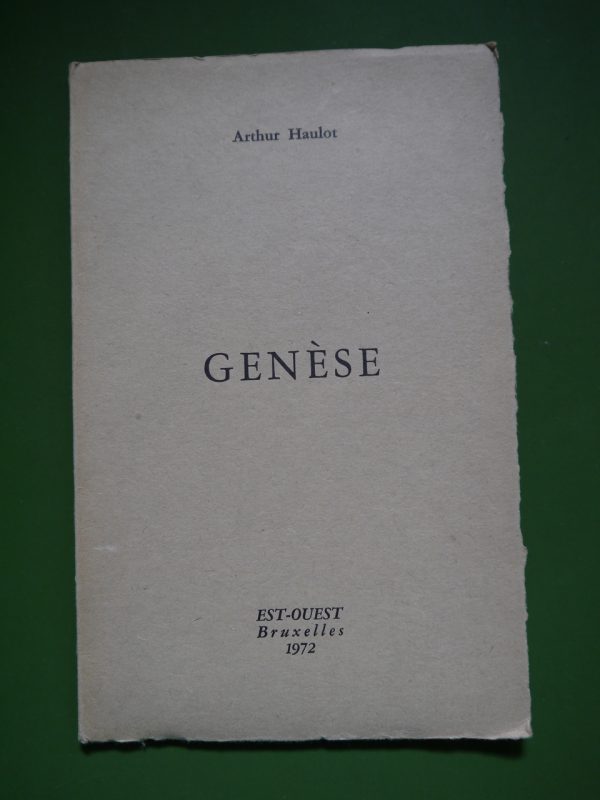 Arthur Haulot
GENÈSE
EST-OUEST
Bruxelles
1972